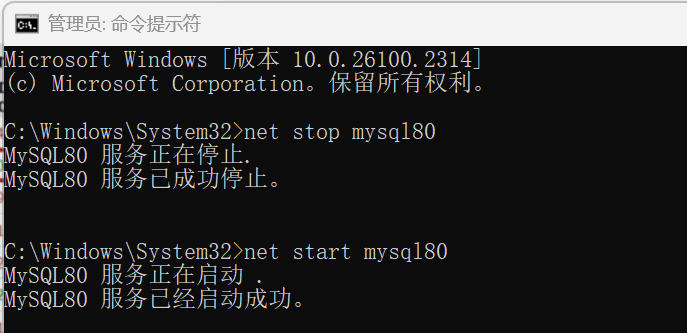 管理员: 命令提示符
Microsoft Windows [版本 10.0.26100.2314]
(c) Microsoft Corporation。保留所有权利。
C:\Windows\System32>net stop mysql80
MySQL80 服务正在停止.
MySQL80 服务已成功停止。
C:\Windows\System32>net start mysql80
MySQL80 服务正在启动 .
MySQL80 服务已经启动成功。